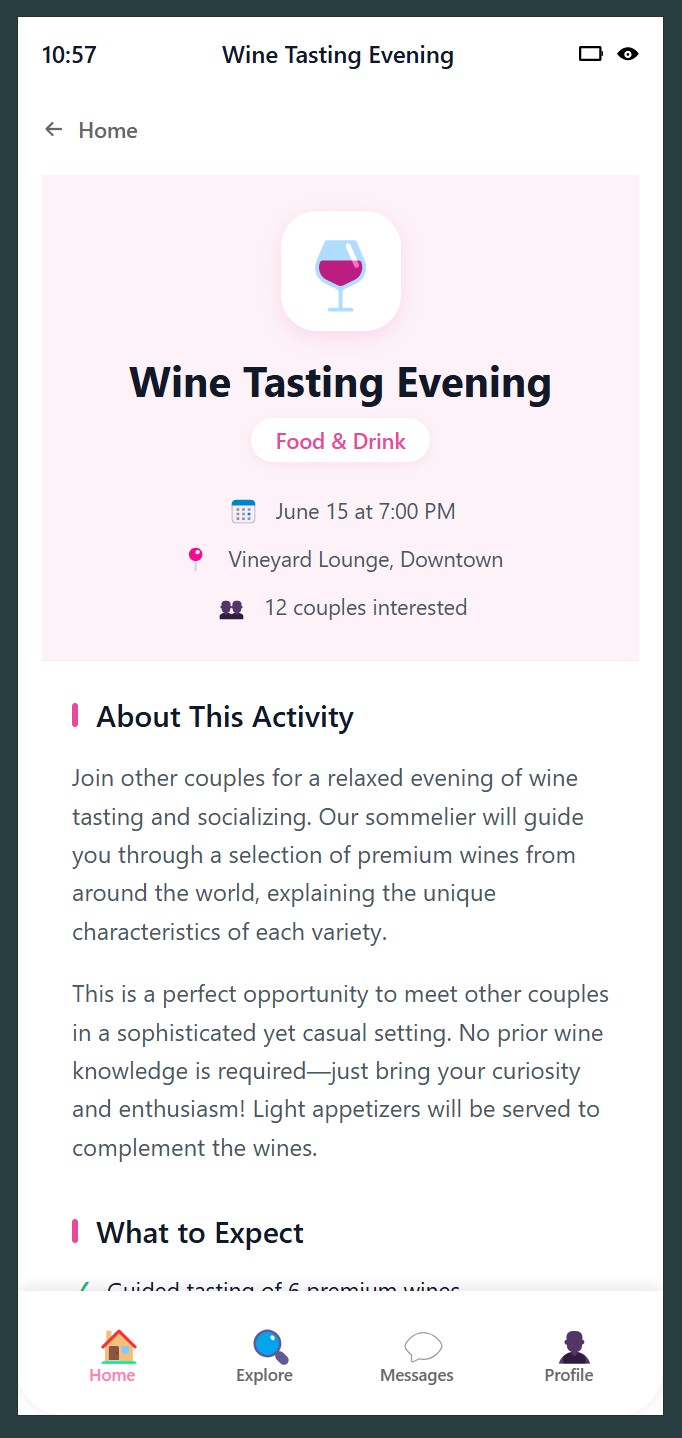 10:57
Wine Tasting Evening
← Home
Wine Tasting Evening
Food & Drink
June 15 at 7:00 PM
Vineyard Lounge, Downtown
12 couples interested
About This Activity
Join other couples for a relaxed evening of wine
tasting and socializing. Our sommelier will guide
you through a selection of premium wines from
around the world, explaining the unique
characteristics of each variety.
This is a perfect opportunity to meet other couples
in a sophisticated yet casual setting. No prior wine
knowledge is required—just bring your curiosity
and enthusiasm! Light appetizers will be served to
complement the wines.
What to Expect
✓ Guided tasting of 6 premium wines
Home
Explore
Messages
Profile